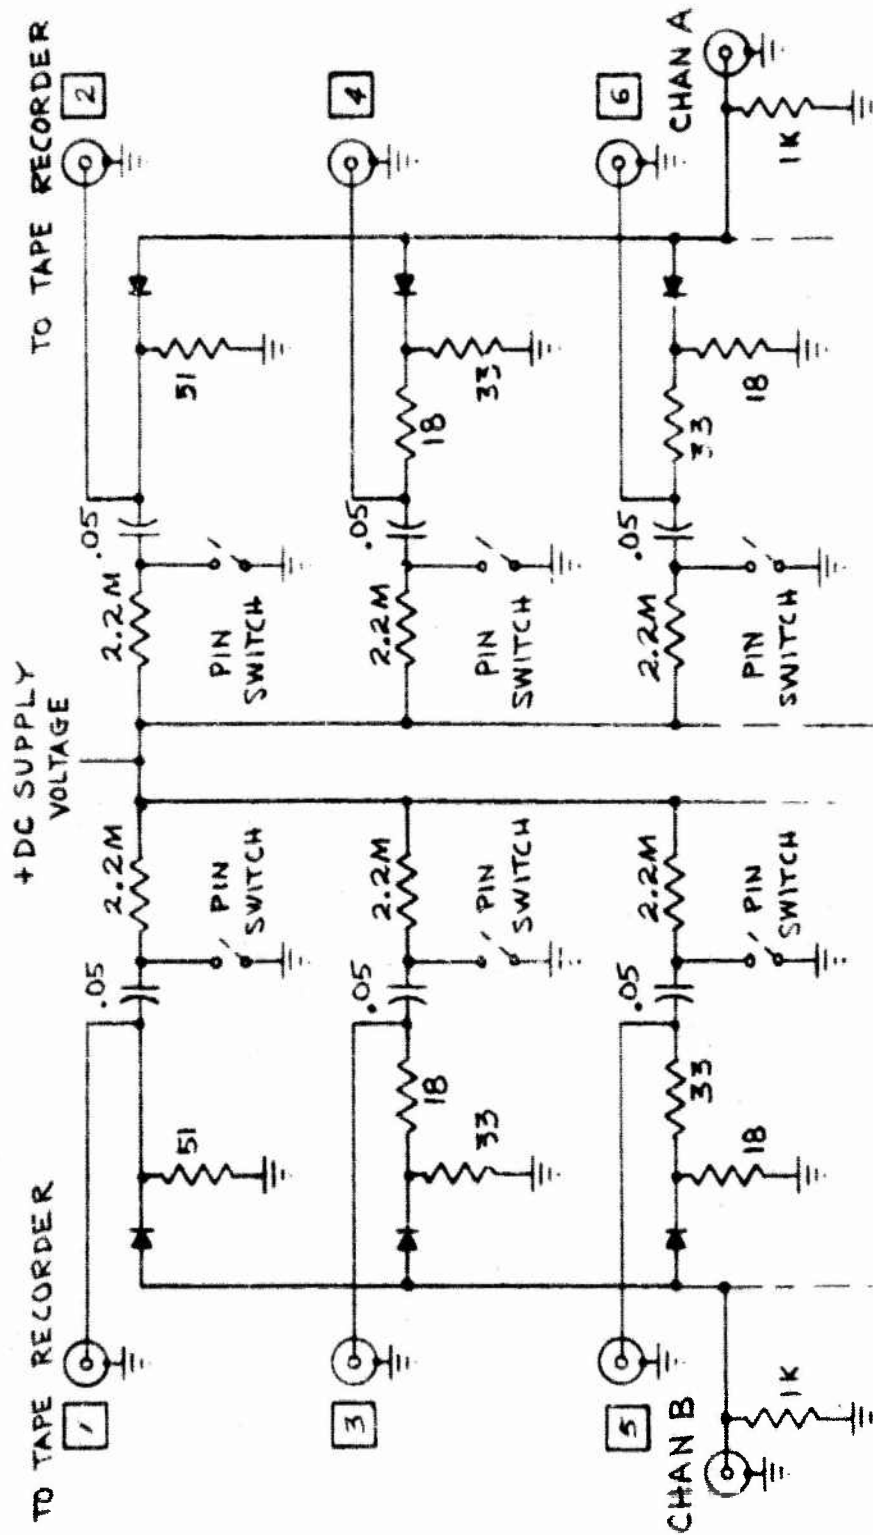 TO TAPE RECORDER
2
4
6
CHAN A
1K
51
18
33
33
18
.05
.05
.05
2.2M
2.2M
2.2M
PIN
SWITCH
PIN
SWITCH
PIN
SWITCH
+DC SUPPLY
VOLTAGE
2.2M
2.2M
2.2M
PIN
SWITCH
PIN
SWITCH
PIN
SWITCH
.05
.05
.05
51
18
33
33
18
TO TAPE RECORDER
1
3
5
CHAN B
1K